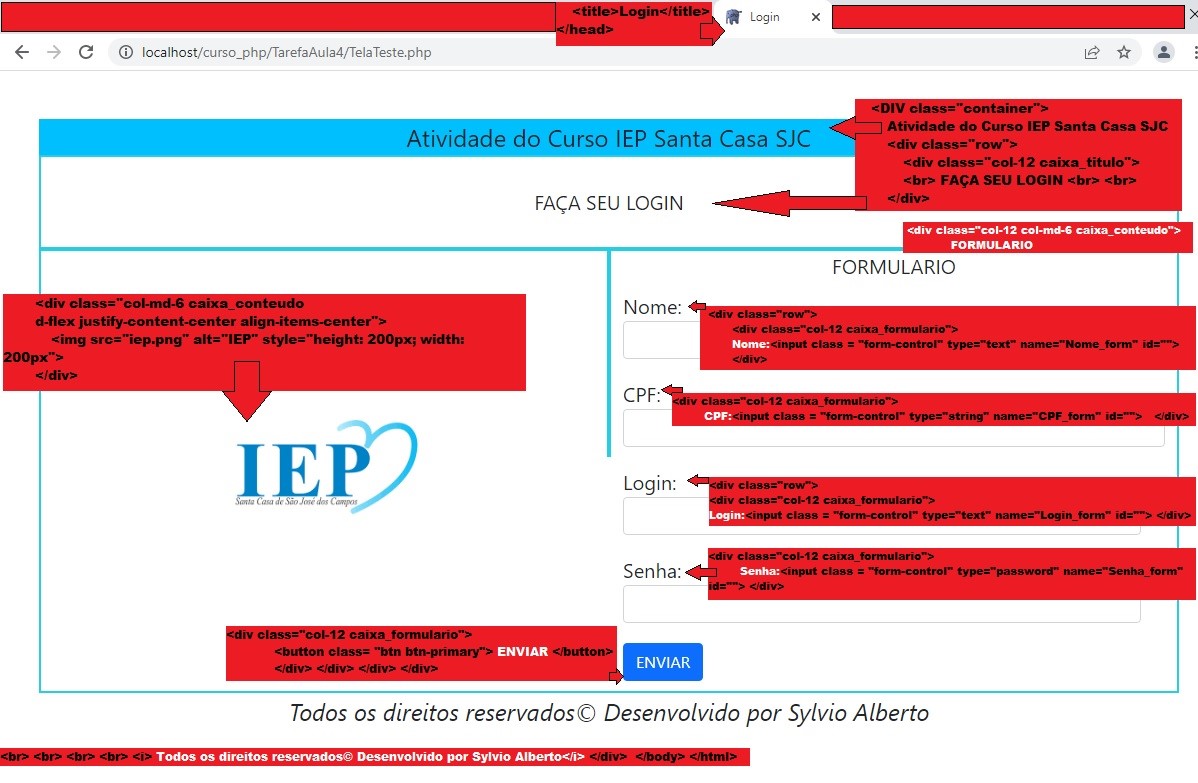 <title>Login</title>
</head>
Login
localhost/curso_php/TarefaAula4/TelaTeste.php
<DIV class="container">
Atividade do Curso IEP Santa Casa SJC
<div class="row">
<div class="col-12 caixa_titulo">
<br> FAÇA SEU LOGIN <br> <br>
</div>
Atividade do Curso IEP Santa Casa SJC
FAÇA SEU LOGIN
<div class="col-12 col-md-6 caixa_conteudo">
FORMULARIO
FORMULARIO
<div class="col-md-6 caixa_conteudo
d-flex justify-content-center align-items-center">
<img src="iep.png" alt="IEP" style="height: 200px; width:
200px">
</div>
IEP
Santa Casa de São José dos Campos
Nome:
<div class="row">
<div class="col-12 caixa_formulario">
Nome:<input class = "form-control" type="text" name="Nome_form" id="">
</div>
CPF:
<div class="col-12 caixa_formulario">
CPF:<input class = "form-control" type="string" name="CPF_form" id=""> </div>
Login:
<div class="row">
<div class="col-12 caixa_formulario">
Login:<input class = "form-control" type="text" name="Login_form" id=""> </div>
Senha:
<div class="col-12 caixa_formulario">
Senha:<input class = "form-control" type="password" name="Senha_form"
id=""> </div>
<div class="col-12 caixa_formulario">
<button class= "btn btn-primary"> ENVIAR </button>
</div> </div> </div> </div>
ENVIAR
Todos os direitos reservados© Desenvolvido por Sylvio Alberto
<br> <br> <br> <br> <i> Todos os direitos reservados© Desenvolvido por Sylvio Alberto</i> </div> </body> </html>